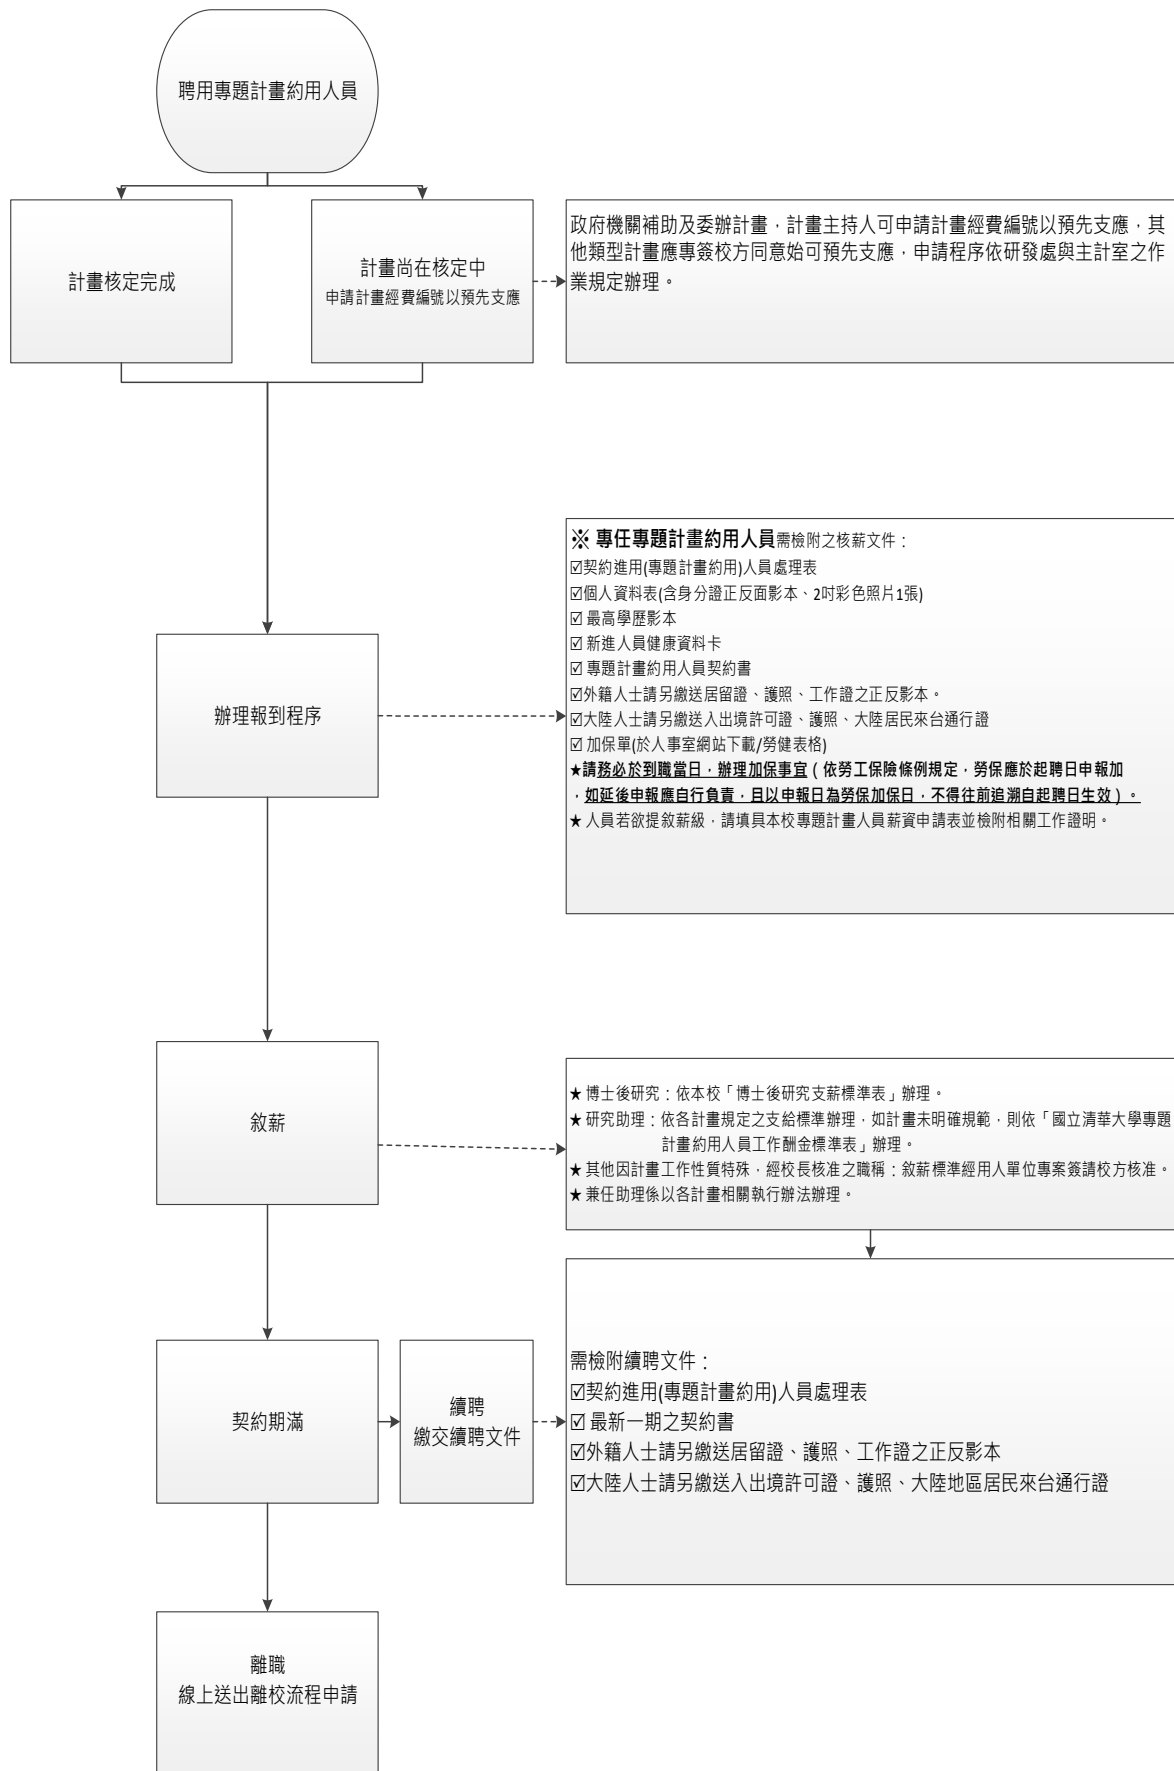 聘用專題計畫約用人員
計畫核定完成
計畫尚在核定中
申請計畫經費編號以預先支應
政府機關補助及委辦計畫，計畫主持人可申請計畫經費編號以預先支應，其
他類型計畫應專簽校方同意始可預先支應，申請程序依研發處與主計室之作
業規定辦理。
※ 專任專題計畫約用人員需檢附之核薪文件：
☑契約進用(專題計畫約用)人員處理表
☑個人資料表(含身分證正反面影本、2吋彩色照片1張)
☑ 最高學歷影本
☑ 新進人員健康資料卡
☑ 專題計畫約用人員契約書
☑外籍人士請另繳送居留證、護照、工作證之正反影本。
☑大陸人士請另繳送入出境許可證、護照、大陸居民來台通行證
☑ 加保單(於人事室網站下載/勞健表格)
★請務必於到職當日，辦理加保事宜（依勞工保險條例規定，勞保應於起聘日申報加
，如延後申報應自行負責，且以申報日為勞保加保日，不得往前追溯自起聘日生效）。
★ 人員若欲提敘薪級，請填具本校專題計畫人員薪資申請表並檢附相關工作證明。
辦理報到程序
敘薪
★ 博士後研究：依本校「博士後研究支薪標準表」辦理。
★ 研究助理：依各計畫規定之支給標準辦理，如計畫未明確規範，則依「國立清華大學專題
計畫約用人員工作酬金標準表」辦理。
★ 其他因計畫工作性質特殊，經校長核准之職稱：敘薪標準經用人單位專案簽請校方核准。
★ 兼任助理係以各計畫相關執行辦法辦理。
契約期滿
續聘
繳交續聘文件
需檢附續聘文件：
☑契約進用(專題計畫約用)人員處理表
☑ 最新一期之契約書
☑外籍人士請另繳送居留證、護照、工作證之正反影本
☑大陸人士請另繳送入出境許可證、護照、大陸地區居民來台通行證
離職
線上送出離校流程申請